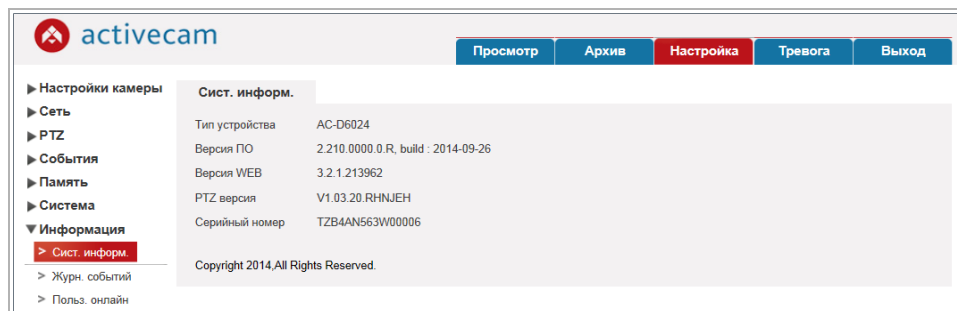 activecam
Просмотр Архив Настройка Тревога Выход
Настройки камеры
Сеть
PTZ
События
Память
Система
Информация
> Сист. информ.
> Журн. событий
> Польз. онлайн
Сист. информ.
Тип устройства AC-D6024
Версия ПО 2.210.0000.0.R, build : 2014-09-26
Версия WEB 3.2.1.213962
PTZ версия V1.03.20.RHNJEH
Серийный номер TZB4AN563W00006
Copyright 2014,All Rights Reserved.